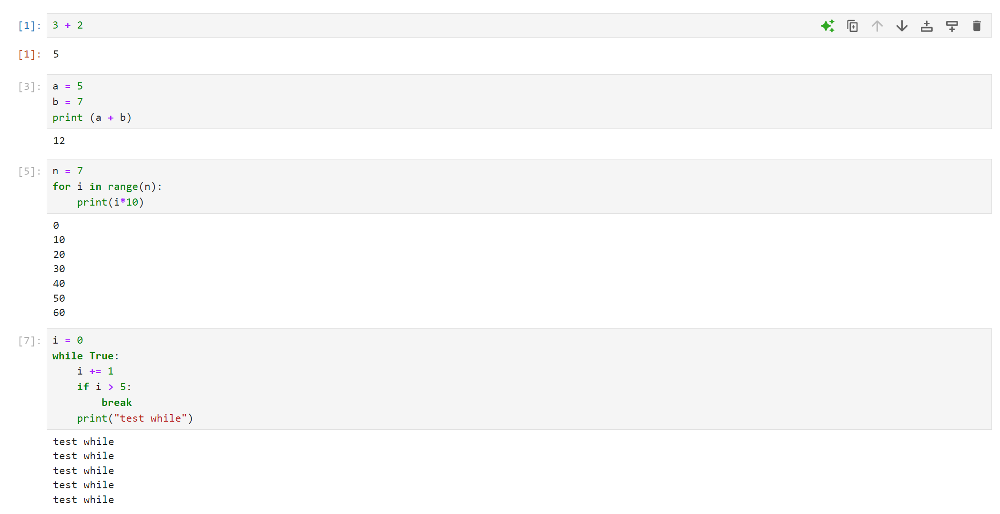 [1]: 3 + 2
[1]: 5
[3]: a = 5
b = 7
print (a + b)
12
[5]: n = 7
for i in range(n):
    print(i*10)
0
10
20
30
40
50
60
[7]: i = 0
while True:
    i += 1
    if i > 5:
        break
    print("test while")
test while
test while
test while
test while
test while